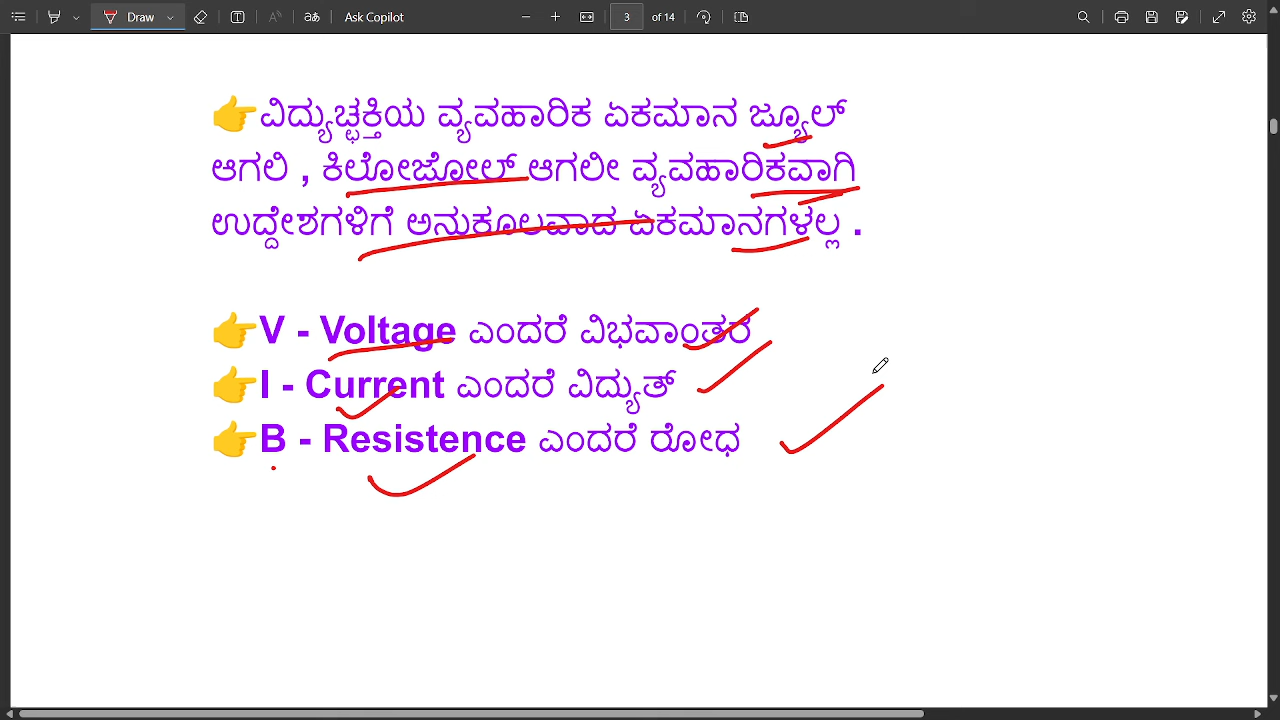 Draw
Ask Copilot
3 of 14
👉ವಿದ್ಯುಚ್ಛಕ್ತಿಯ ವ್ಯವಹಾರಿಕ ಏಕಮಾನ ಜ್ಯೂಲ್
ಆಗಲಿ , ಕಿಲೋಜೋಲ್ ಆಗಲೀ ವ್ಯವಹಾರಿಕವಾಗಿ
ಉದ್ದೇಶಗಳಿಗೆ ಅನುಕೂಲವಾದ ಏಕಮಾನಗಳಲ್ಲ .
👉V - Voltage ಎಂದರೆ ವಿಭವಾಂತರ
👉I - Current ಎಂದರೆ ವಿದ್ಯುತ್
👉B - Resistence ಎಂದರೆ ರೋಧ